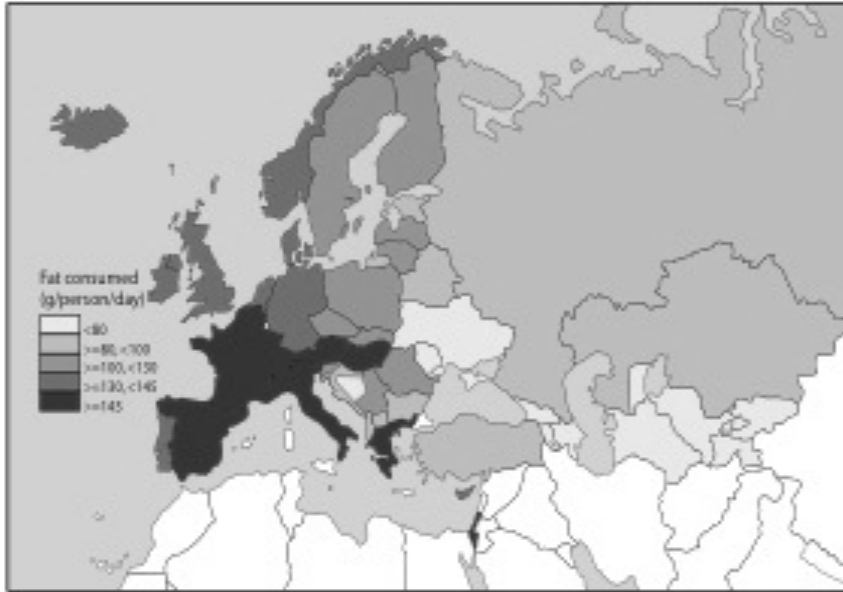 Fat consumed
(g/person/day)
<80
>=80, <100
>=100, <130
>=130, <145
>=145